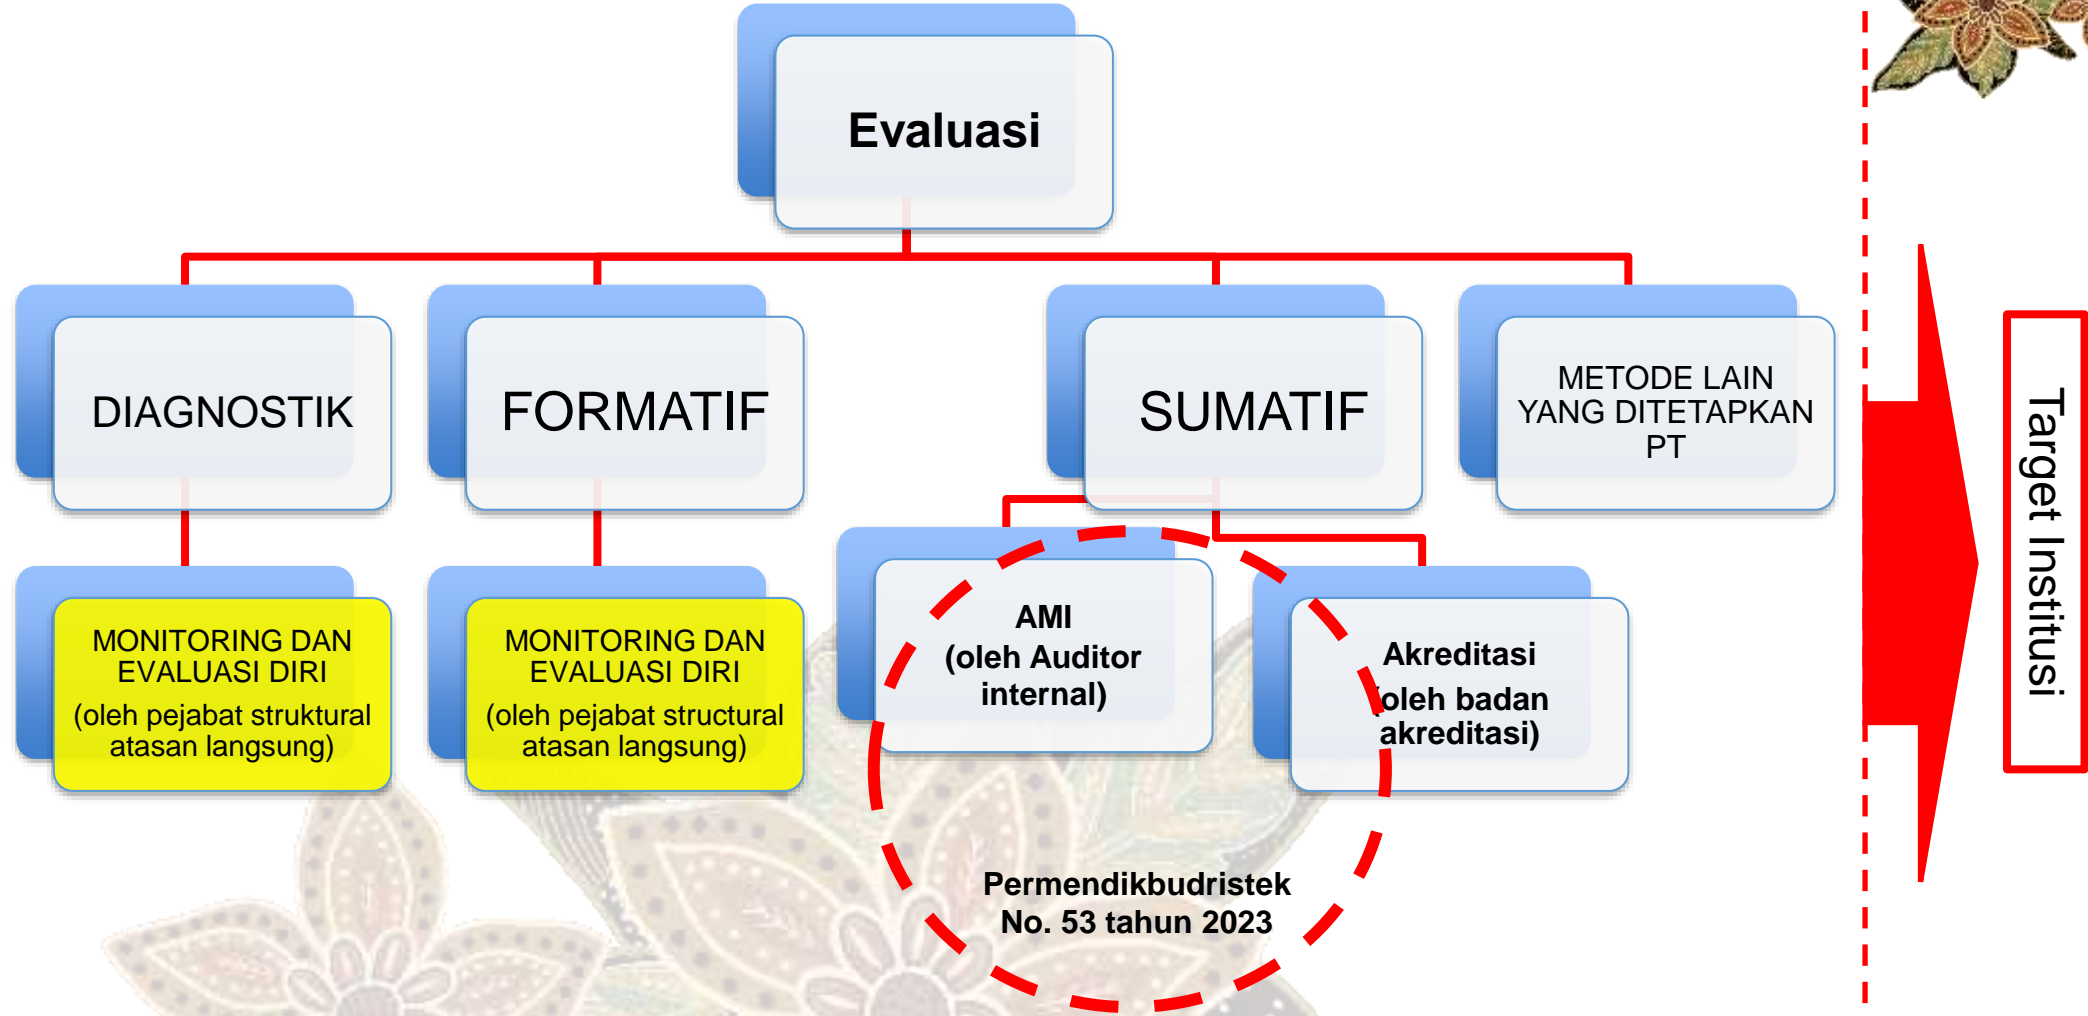 Evaluasi
DIAGNOSTIK
FORMATIF
SUMATIF
METODE LAIN
YANG DITETAPKAN
PT
MONITORING DAN
EVALUASI DIRI
(oleh pejabat struktural
atasan langsung)
MONITORING DAN
EVALUASI DIRI
(oleh pejabat structural
atasan langsung)
AMI
(oleh Auditor
internal)
Akreditasi
(oleh badan
akreditasi)
Permendikbudristek
No. 53 tahun 2023
Target Institusi